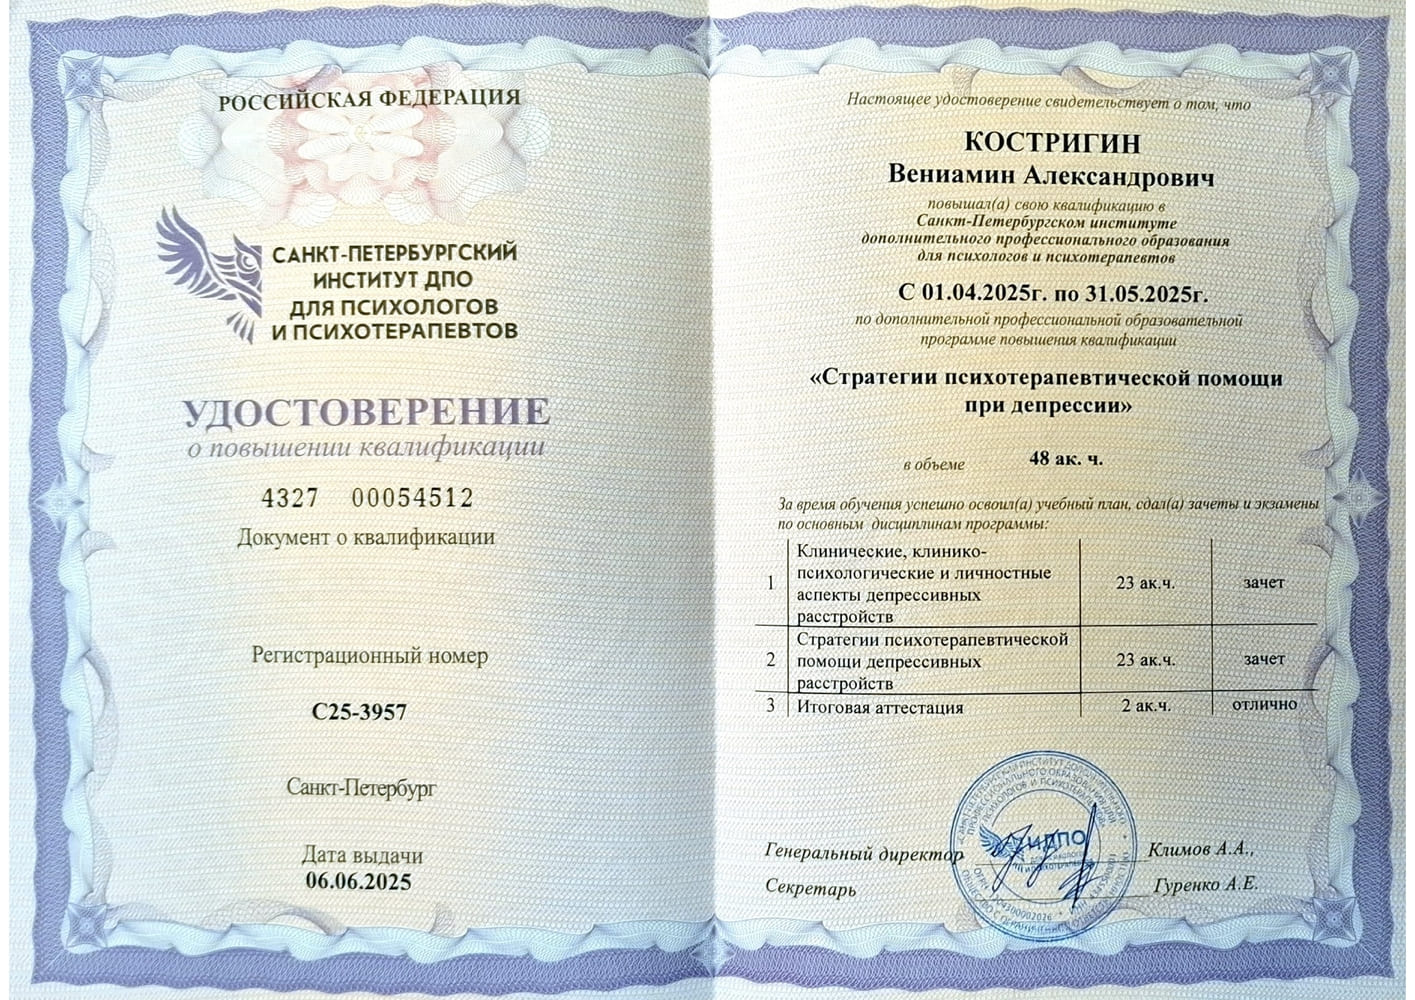 РОССИЙСКАЯ ФЕДЕРАЦИЯ
САНКТ-ПЕТЕРБУРГСКИЙ
ИНСТИТУТ ДПО
ДЛЯ ПСИХОЛОГОВ
И ПСИХОТЕРАПЕВТОВ
УДОСТОВЕРЕНИЕ
о повышении квалификации
4327 00054512
Документ о квалификации
Регистрационный номер
С25-3957
Санкт-Петербург
Дата выдачи
06.06.2025
Настоящее удостоверение свидетельствует о том, что
КОСТРИГИН
Вениамин Александрович
повышал(а) свою квалификацию в
Санкт-Петербургском институте
дополнительного профессионального образования
для психологов и психотерапевтов
С 01.04.2025г. по 31.05.2025г.
по дополнительной профессиональной образовательной
программе повышения квалификации
«Стратегии психотерапевтической помощи
при депрессии»
в объеме 48 ак. ч.
За время обучения успешно освоил(а) учебный план, сдал(а) зачеты и экзамены
по основным дисциплинам программы:
1 Клинические, клинико-
психологические и личностные
аспекты депрессивных
расстройств 23 ак.ч. зачет
2 Стратегии психотерапевтической
помощи депрессивных
расстройств 23 ак.ч. зачет
3 Итоговая аттестация 2 ак.ч. отлично
Генеральный директор Климов А.А.,
Секретарь Гуренко А.Е.